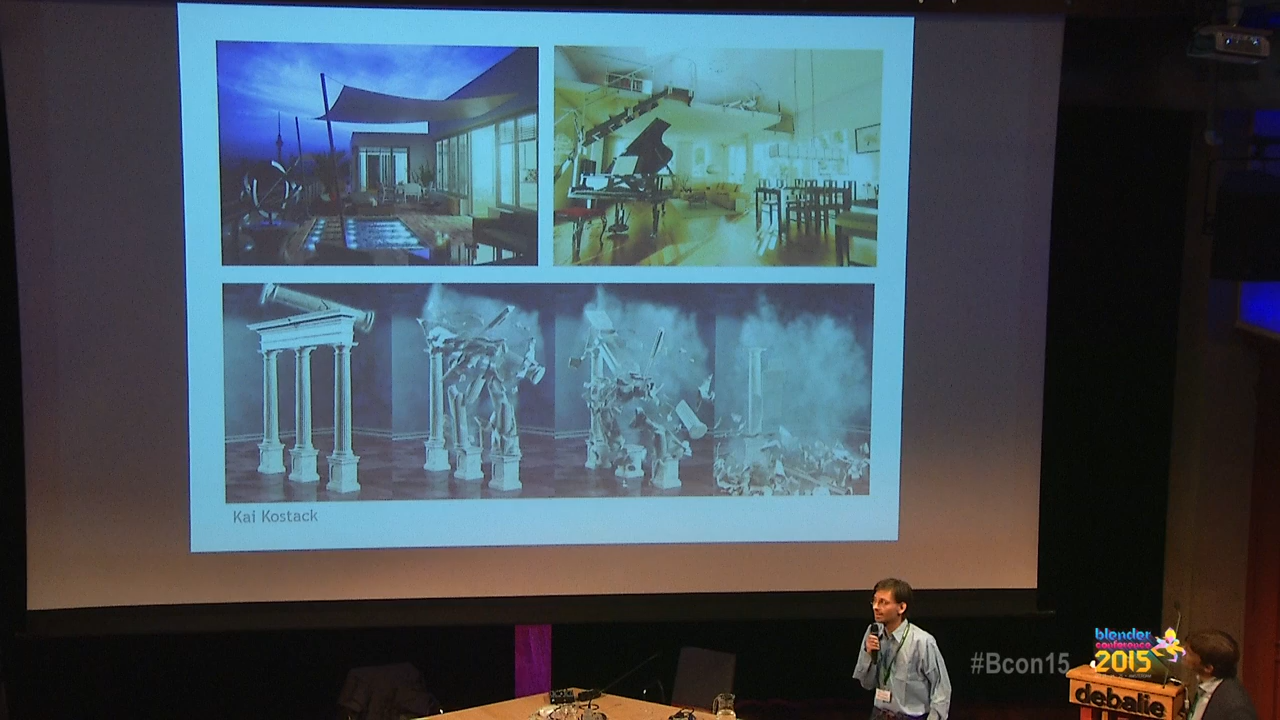 Kai Kostack
#Bcon15
blender
conference
2015
debalie